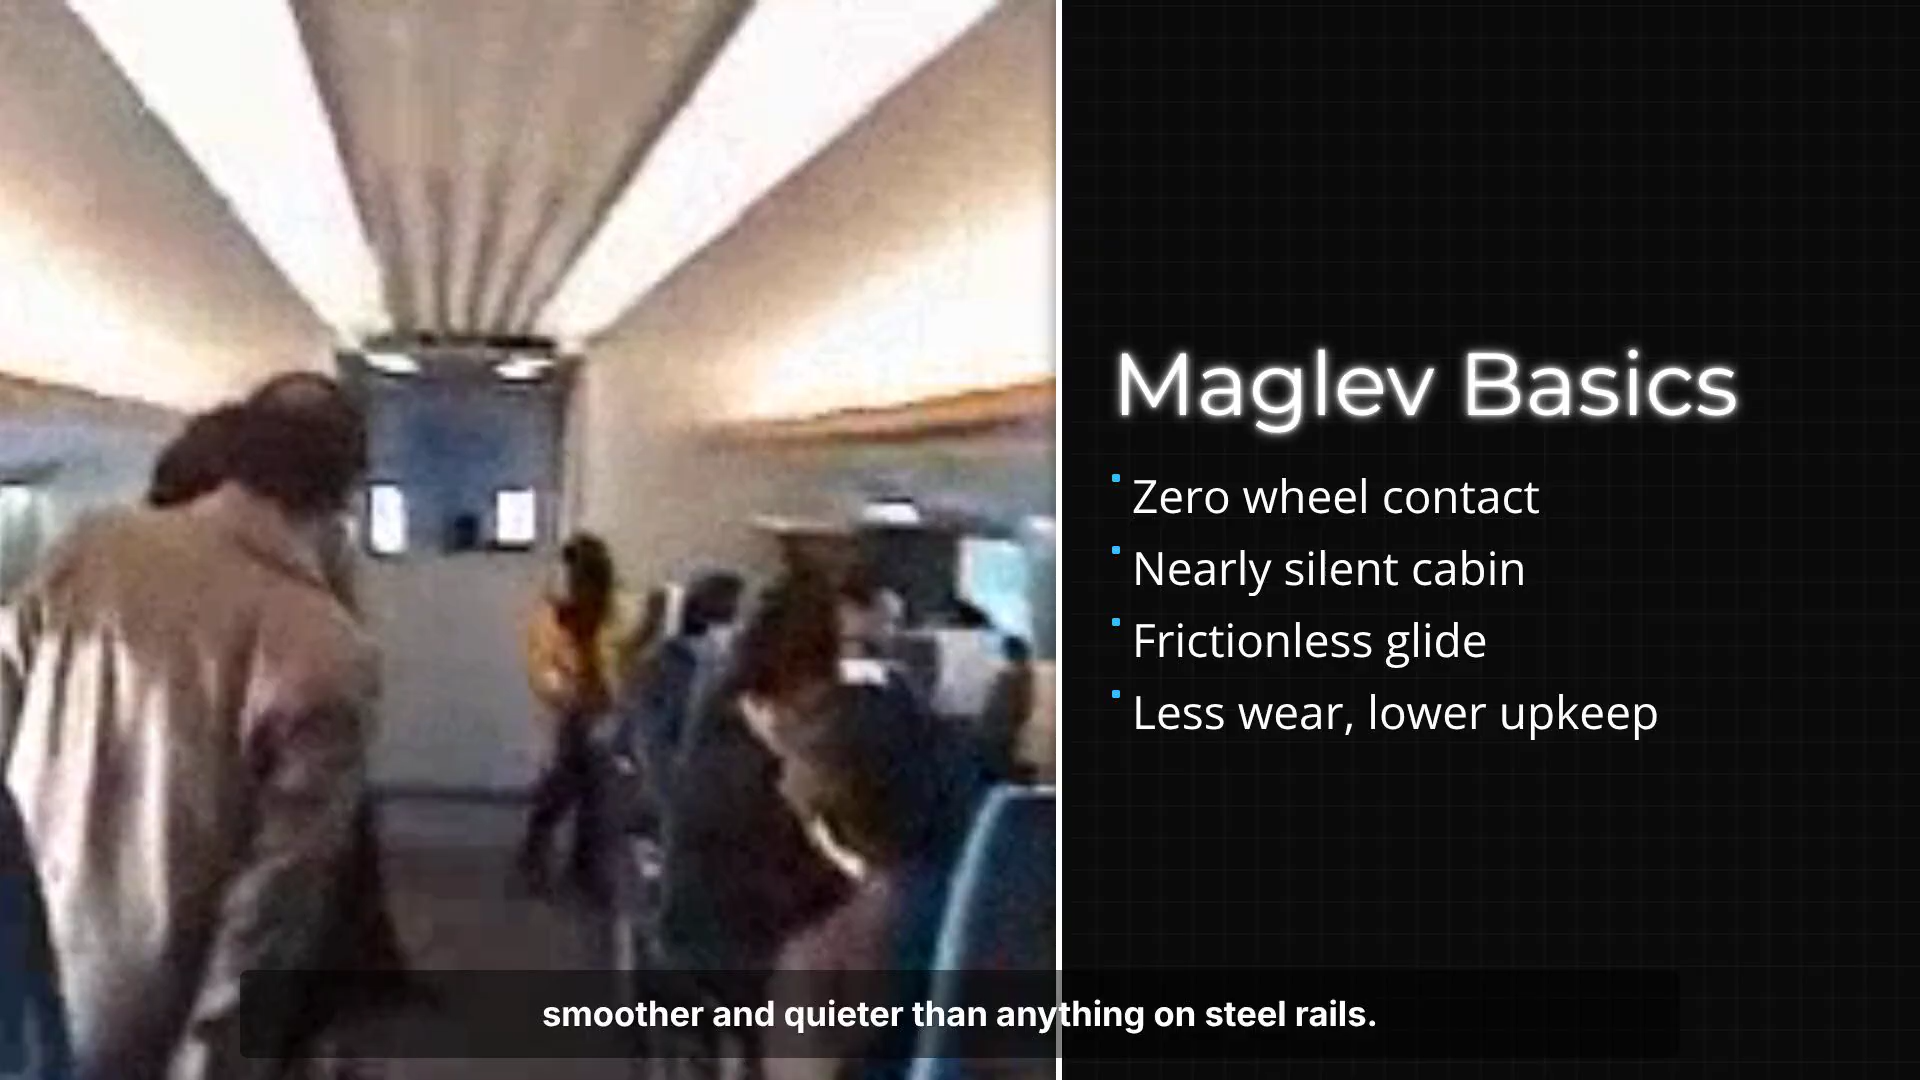 Maglev Basics
Zero wheel contact
Nearly silent cabin
Frictionless glide
Less wear, lower upkeep
smoother and quieter than anything on steel rails.